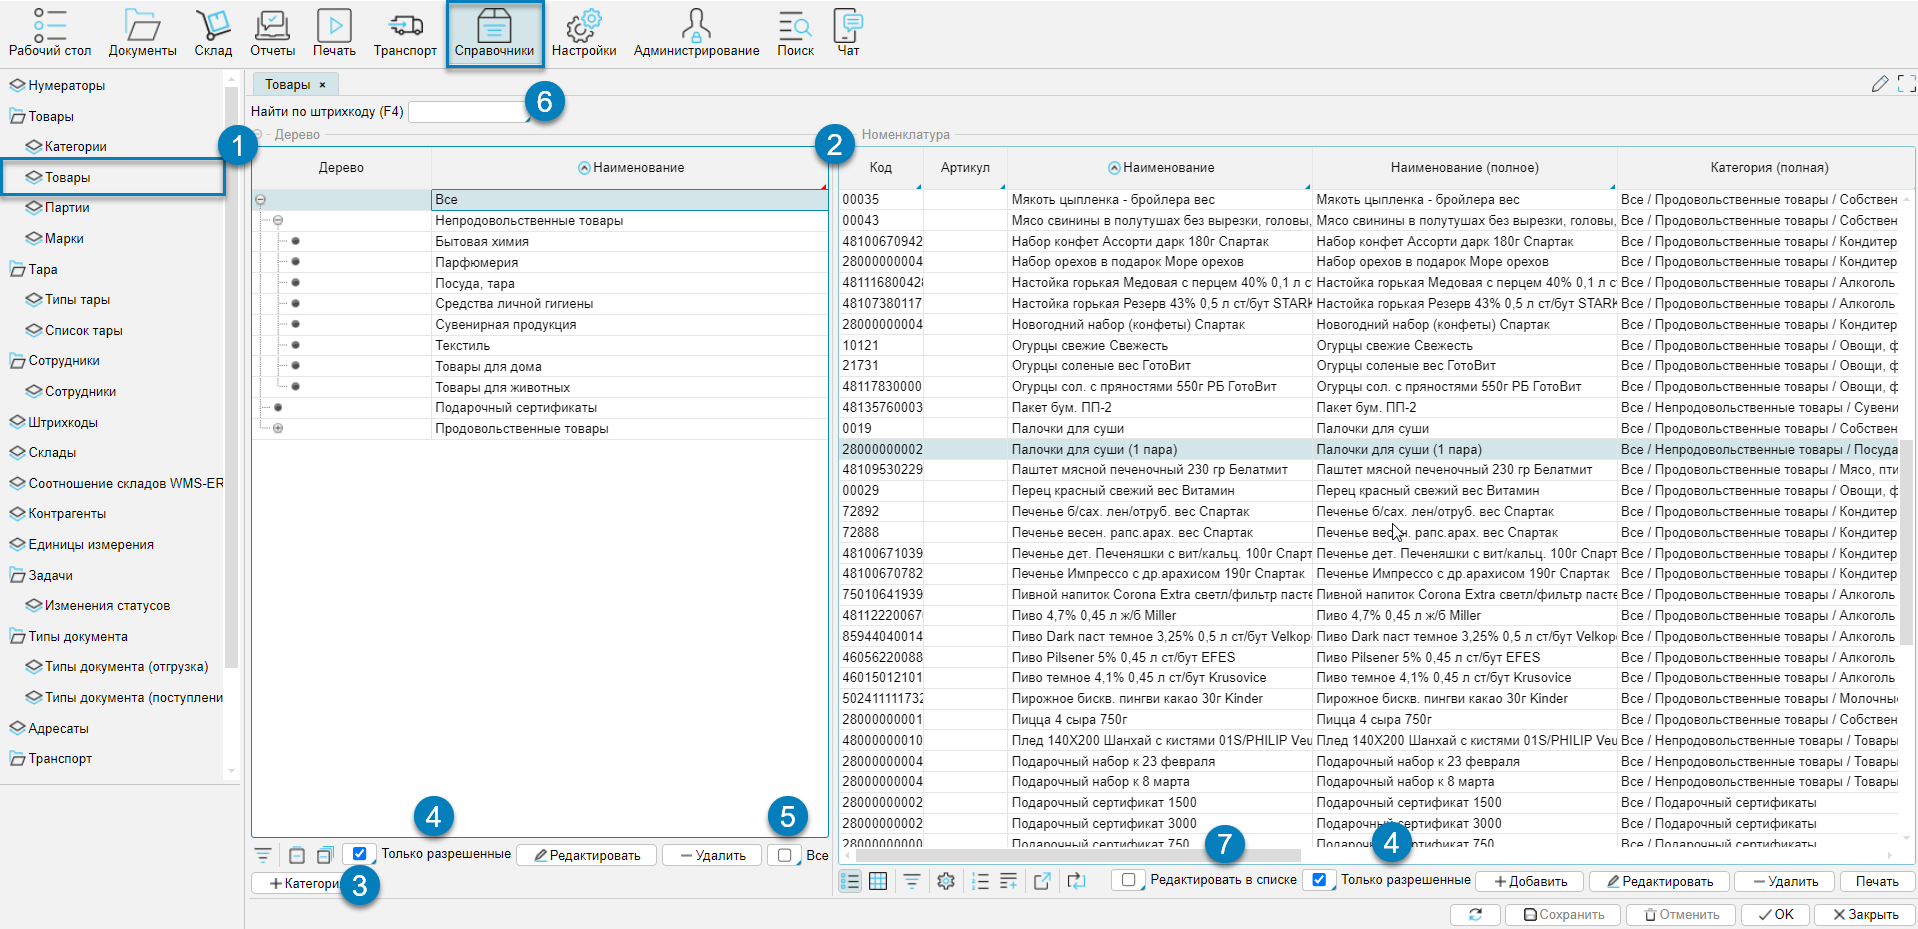 Рабочий стол
Документы
Склад
Отчеты
Печать
Транспорт
Справочники
Настройки
Администрирование
Поиск
Чат
Нумераторы
Товары
Категории
Товары
Партии
Марки
Тара
Типы тары
Список тары
Сотрудники
Сотрудники
Штрихкоды
Склады
Соотношение складов WMS-ER
Контрагенты
Единицы измерения
Задачи
Изменения статусов
Типы документа
Типы документа (отгрузка)
Типы документа (поступлени
Адресаты
Транспорт
Товары ×
Найти по штрихкоду (F4)
6
1
Дерево
Дерево Наименование
Все
Непродовольственные товары
Бытовая химия
Парфюмерия
Посуда, тара
Средства личной гигиены
Сувенирная продукция
Текстиль
Товары для дома
Товары для животных
Подарочный сертификаты
Продовольственные товары
4
5
Только разрешенные
Редактировать
Удалить
Все
+ Категори
3
2
Номенклатура
Код Артикул Наименование Наименование (полное) Категория (полная)
00035 Мякоть цыпленка - бройлера вес Мякоть цыпленка - бройлера вес Все / Продовольственные товары / Собствен
00043 Мясо свинины в полутушах без вырезки, головы, Мясо свинины в полутушах без вырезки, головы, Все / Продовольственные товары / Собствен
48100670942 Набор конфет Ассорти дарк 180г Спартак Набор конфет Ассорти дарк 180г Спартак Все / Продовольственные товары / Кондитер
28000000004 Набор орехов в подарок Море орехов Набор орехов в подарок Море орехов Все / Продовольственные товары / Кондитер
481116800428 Настойка горькая Медовая с перцем 40% 0,1 л с Настойка горькая Медовая с перцем 40% 0,1 л с Все / Продовольственные товары / Алкоголь
48107380117 Настойка горькая Резерв 43% 0,5 л ст/бут STARK Настойка горькая Резерв 43% 0,5 л ст/бут STARK Все / Продовольственные товары / Алкоголь
28000000004 Новогодний набор (конфеты) Спартак Новогодний набор (конфеты) Спартак Все / Продовольственные товары / Кондитер
10121 Огурцы свежие Свежесть Огурцы свежие Свежесть Все / Продовольственные товары / Овощи, ф
21731 Огурцы соленые вес ГотоВит Огурцы соленые вес ГотоВит Все / Продовольственные товары / Овощи, ф
48117830000 Огурцы сол. с пряностями 550г РБ ГотоВит Огурцы сол. с пряностями 550г РБ ГотоВит Все / Продовольственные товары / Овощи, ф
48135760003 Пакет бум. ПП-2 Пакет бум. ПП-2 Все / Непродовольственные товары / Сувени
0019 Палочки для суши Палочки для суши Все / Продовольственные товары / Собствен
28000000002 Палочки для суши (1 пара) Палочки для суши (1 пара) Все / Непродовольственные товары / Посуда
48109530229 Паштет мясной печеночный 230 гр Белатмит Паштет мясной печеночный 230 гр Белатмит Все / Продовольственные товары / Мясо, пти
00029 Перец красный свежий вес Витамин Перец красный свежий вес Витамин Все / Продовольственные товары / Овощи, ф
72892 Печенье б/сах. лен/отруб. вес Спартак Печенье б/сах. лен/отруб. вес Спартак Все / Продовольственные товары / Кондитер
72888 Печенье весен. рапс.арах. вес Спартак Печенье весен. рапс.арах. вес Спартак Все / Продовольственные товары / Кондитер
48100671039 Печенье дет. Печеняшки с вит/кальц. 100г Спарт Печенье дет. Печеняшки с вит/кальц. 100г Спарт Все / Продовольственные товары / Кондитер
48100670782 Печенье Импрессо с др.арахисом 190г Спартак Печенье Импрессо с др.арахисом 190г Спартак Все / Продовольственные товары / Кондитер
75010641939 Пивной напиток Corona Extra светл/фильтр пасте Пивной напиток Corona Extra светл/фильтр пасте Все / Продовольственные товары / Алкоголь
48112220067 Пиво 4,7% 0,45 л ж/б Miller Пиво 4,7% 0,45 л ж/б Miller Все / Продовольственные товары / Алкоголь
85944040014 Пиво Dark паст темное 3,25% 0,5 л ст/бут Velkop Пиво Dark паст темное 3,25% 0,5 л ст/бут Velkop Все / Продовольственные товары / Алкоголь
46056220088 Пиво Pilsener 5% 0,45 л ст/бут EFES Пиво Pilsener 5% 0,45 л ст/бут EFES Все / Продовольственные товары / Алкоголь
46015012101 Пиво темное 4,1% 0,45 л ст/бут Krusovice Пиво темное 4,1% 0,45 л ст/бут Krusovice Все / Продовольственные товары / Алкоголь
502411111732 Пирожное бискв. пингви какао 30г Kinder Пирожное бискв. пингви какао 30г Kinder Все / Продовольственные товары / Молочны
28000000001 Пицца 4 сыра 750г Пицца 4 сыра 750г Все / Продовольственные товары / Собствен
48000000010 Плед 140X200 Шанхай с кистями 01S/PHILIP Veu Плед 140X200 Шанхай с кистями 01S/PHILIP Veu Все / Непродовольственные товары / Товары
28000000004 Подарочный набор к 23 февраля Подарочный набор к 23 февраля Все / Непродовольственные товары / Товары
28000000004 Подарочный набор к 8 марта Подарочный набор к 8 марта Все / Непродовольственные товары / Товары
28000000002 Подарочный сертификат 1500 Подарочный сертификат 1500 Все / Подарочный сертификаты
28000000002 Подарочный сертификат 3000 Подарочный сертификат 3000 Все / Подарочный сертификаты
28000000000 Подарочный сертификат 750 Подарочный сертификат 750 Все / Подарочный сертификаты
7
4
Редактировать в списке
Только разрешенные
+ Добавить
Редактировать
Удалить
Печать
Сохранить
Отменить
OK
Закрыть